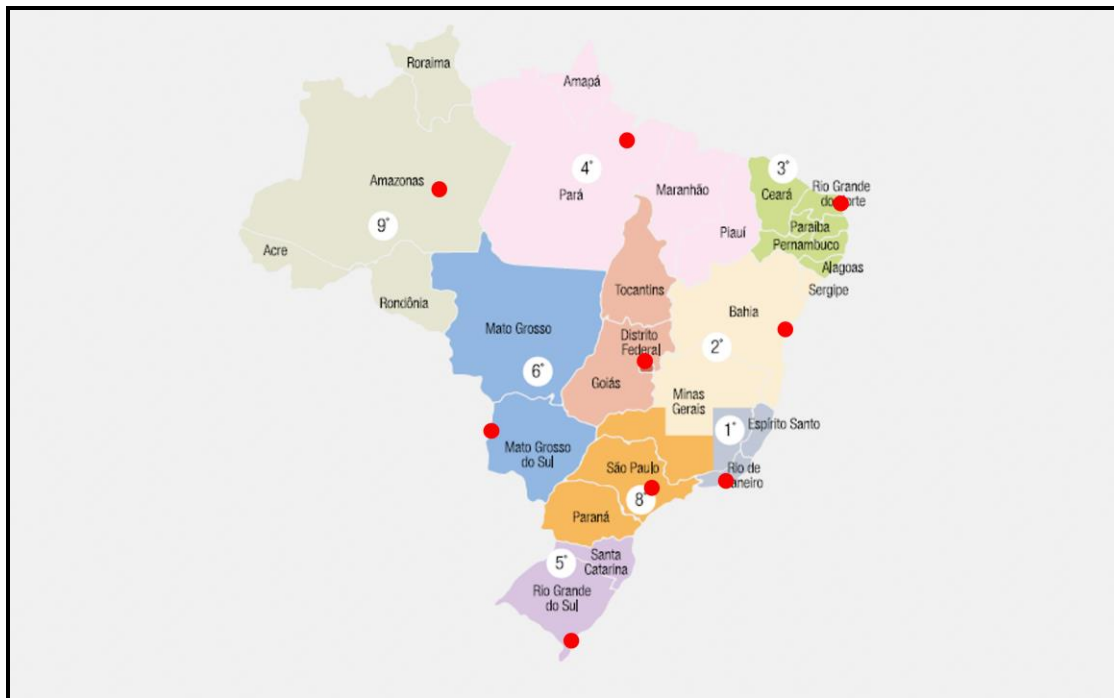 Roraima
Amapá
4°
3°
Amazonas
Pará
Maranhão
Ceará
Rio Grande
do Norte
9°
Piauí
Paraíba
Pernambuco
Acre
Alagoas
Rondônia
Tocantins
Sergipe
Mato Grosso
Bahia
Distrito
Federal
2°
6°
Goiás
Minas
Gerais
1°
Espírito Santo
Mato Grosso
do Sul
São Paulo
Rio de
Janeiro
8°
Paraná
5°
Santa
Catarina
Rio Grande
do Sul